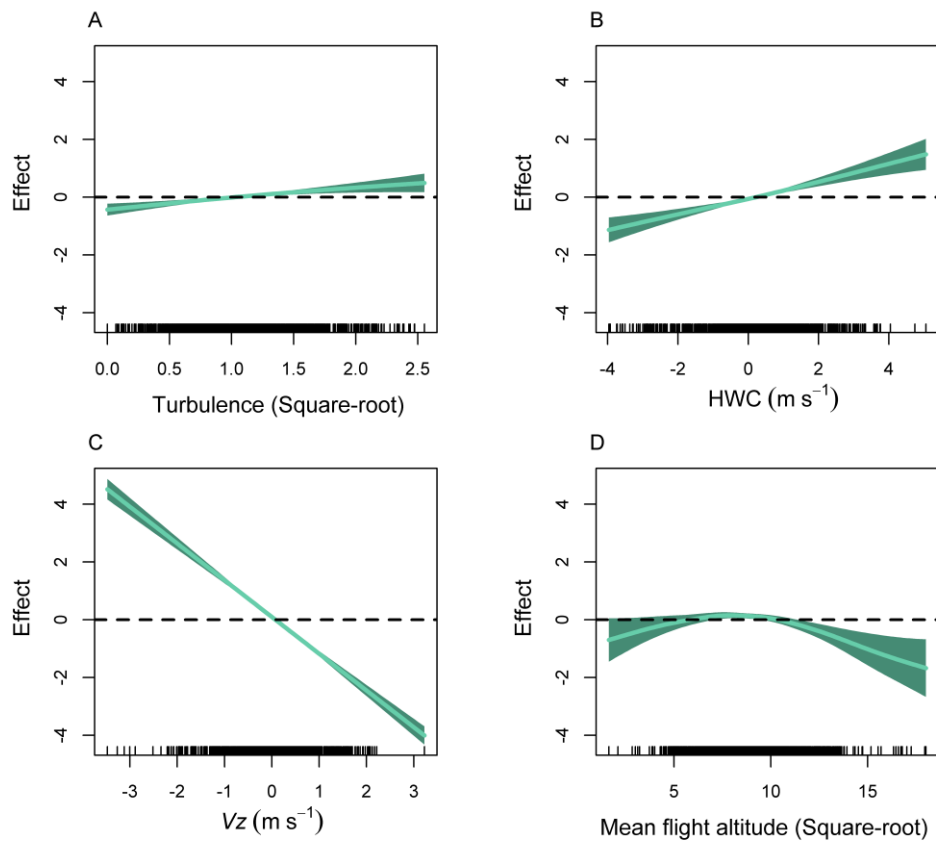 A
Effect
4
2
0
-2
-4
0.0 0.5 1.0 1.5 2.0 2.5
Turbulence (Square-root)
B
Effect
4
2
0
-2
-4
-4 -2 0 2 4
HWC (m s⁻¹)
C
Effect
4
2
0
-2
-4
-3 -2 -1 0 1 2 3
Vz (m s⁻¹)
D
Effect
4
2
0
-2
-4
5 10 15
Mean flight altitude (Square-root)